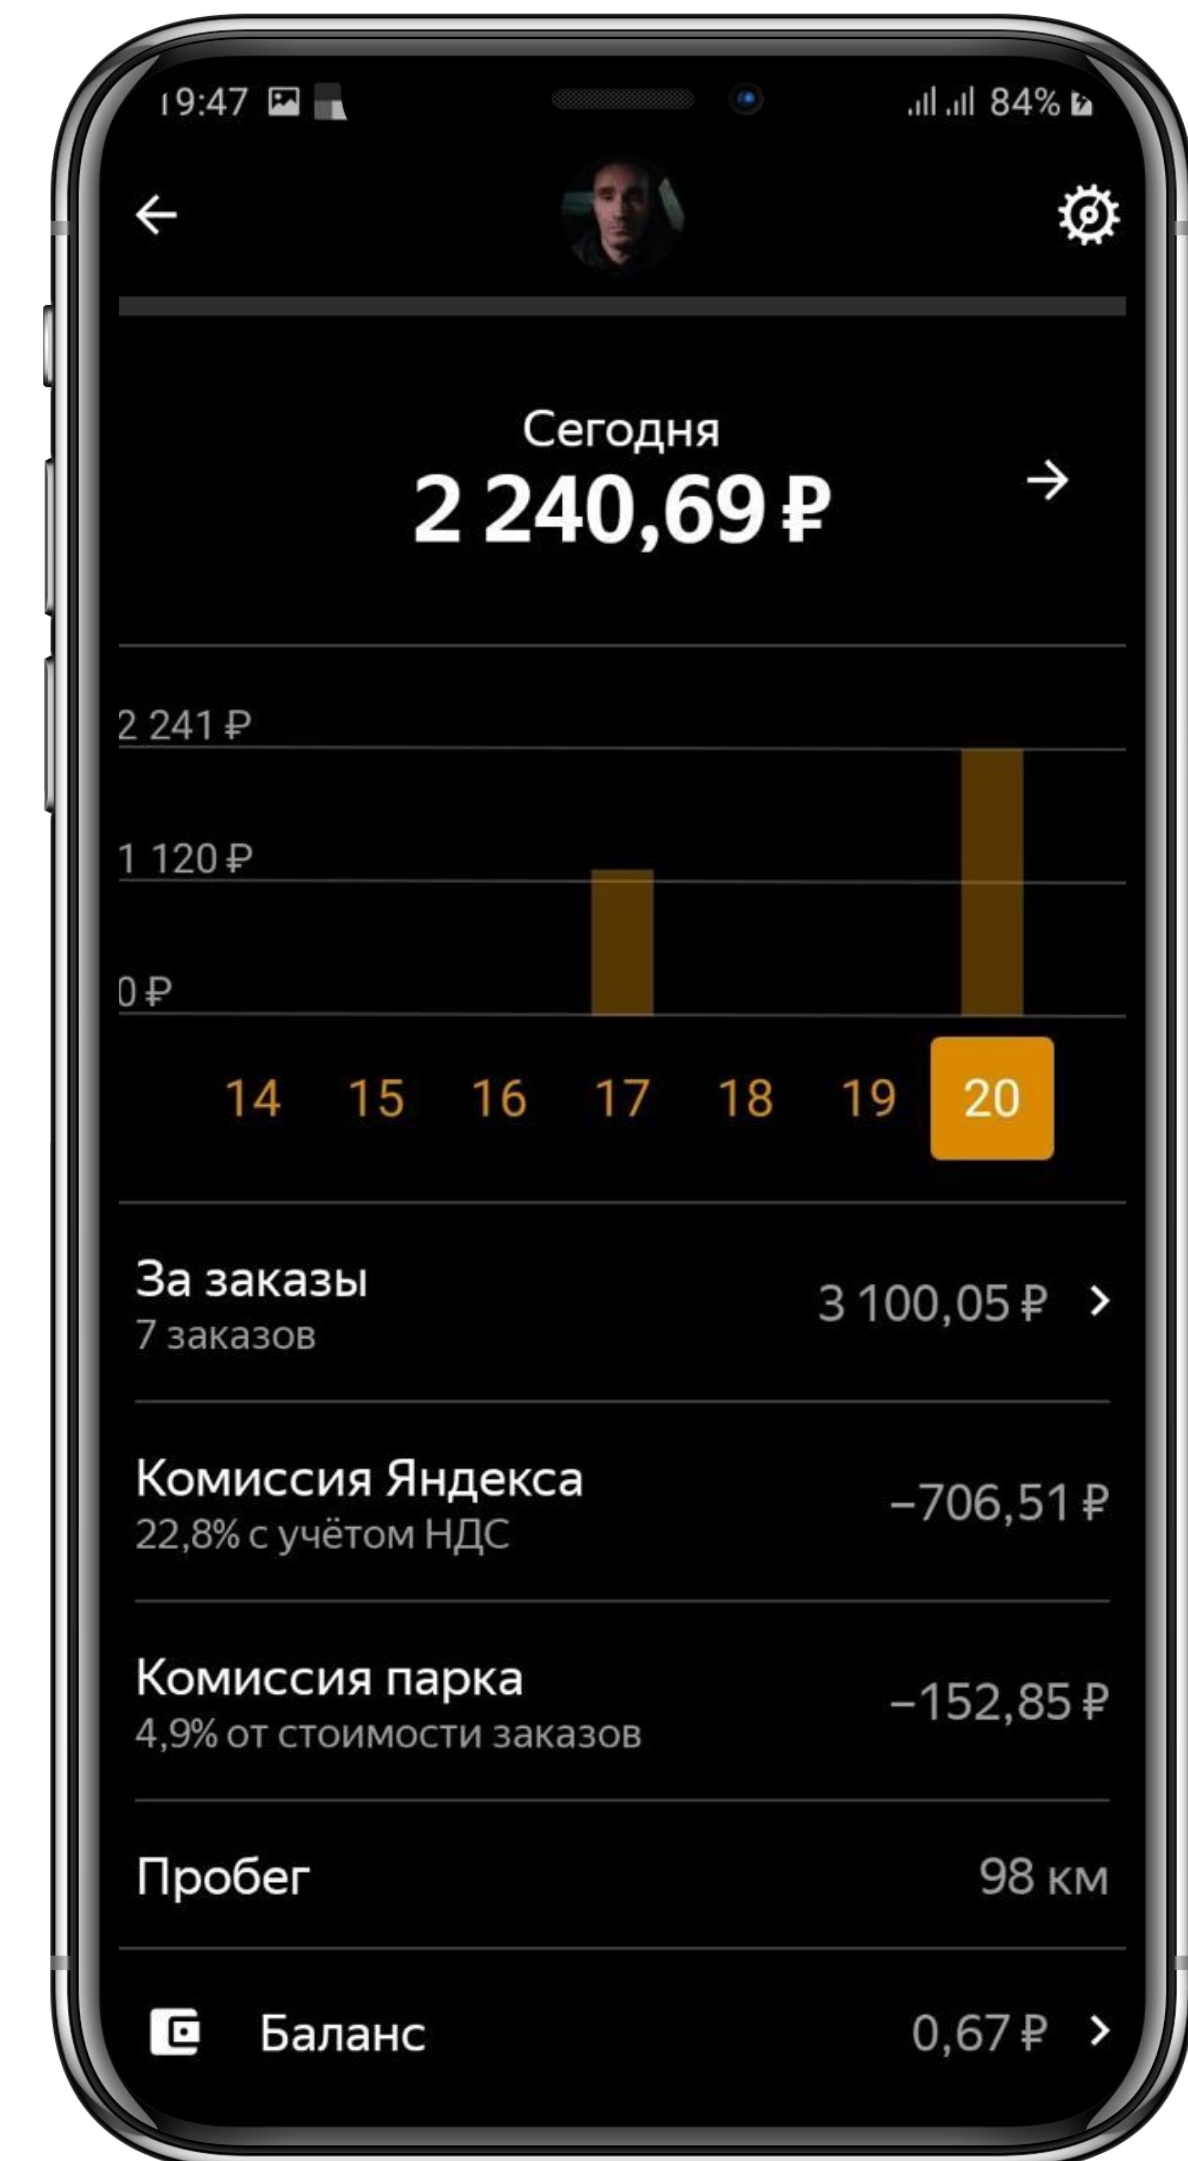 19:47 84%
Сегодня
2 240,69 ₽
2 241 ₽
1 120 ₽
0 ₽
14 15 16 17 18 19 20
За заказы
3 100,05 ₽
7 заказов
Комиссия Яндекса
−706,51 ₽
22,8% с учётом НДС
Комиссия парка
−152,85 ₽
4,9% от стоимости заказов
Пробег 98 км
Баланс 0,67 ₽